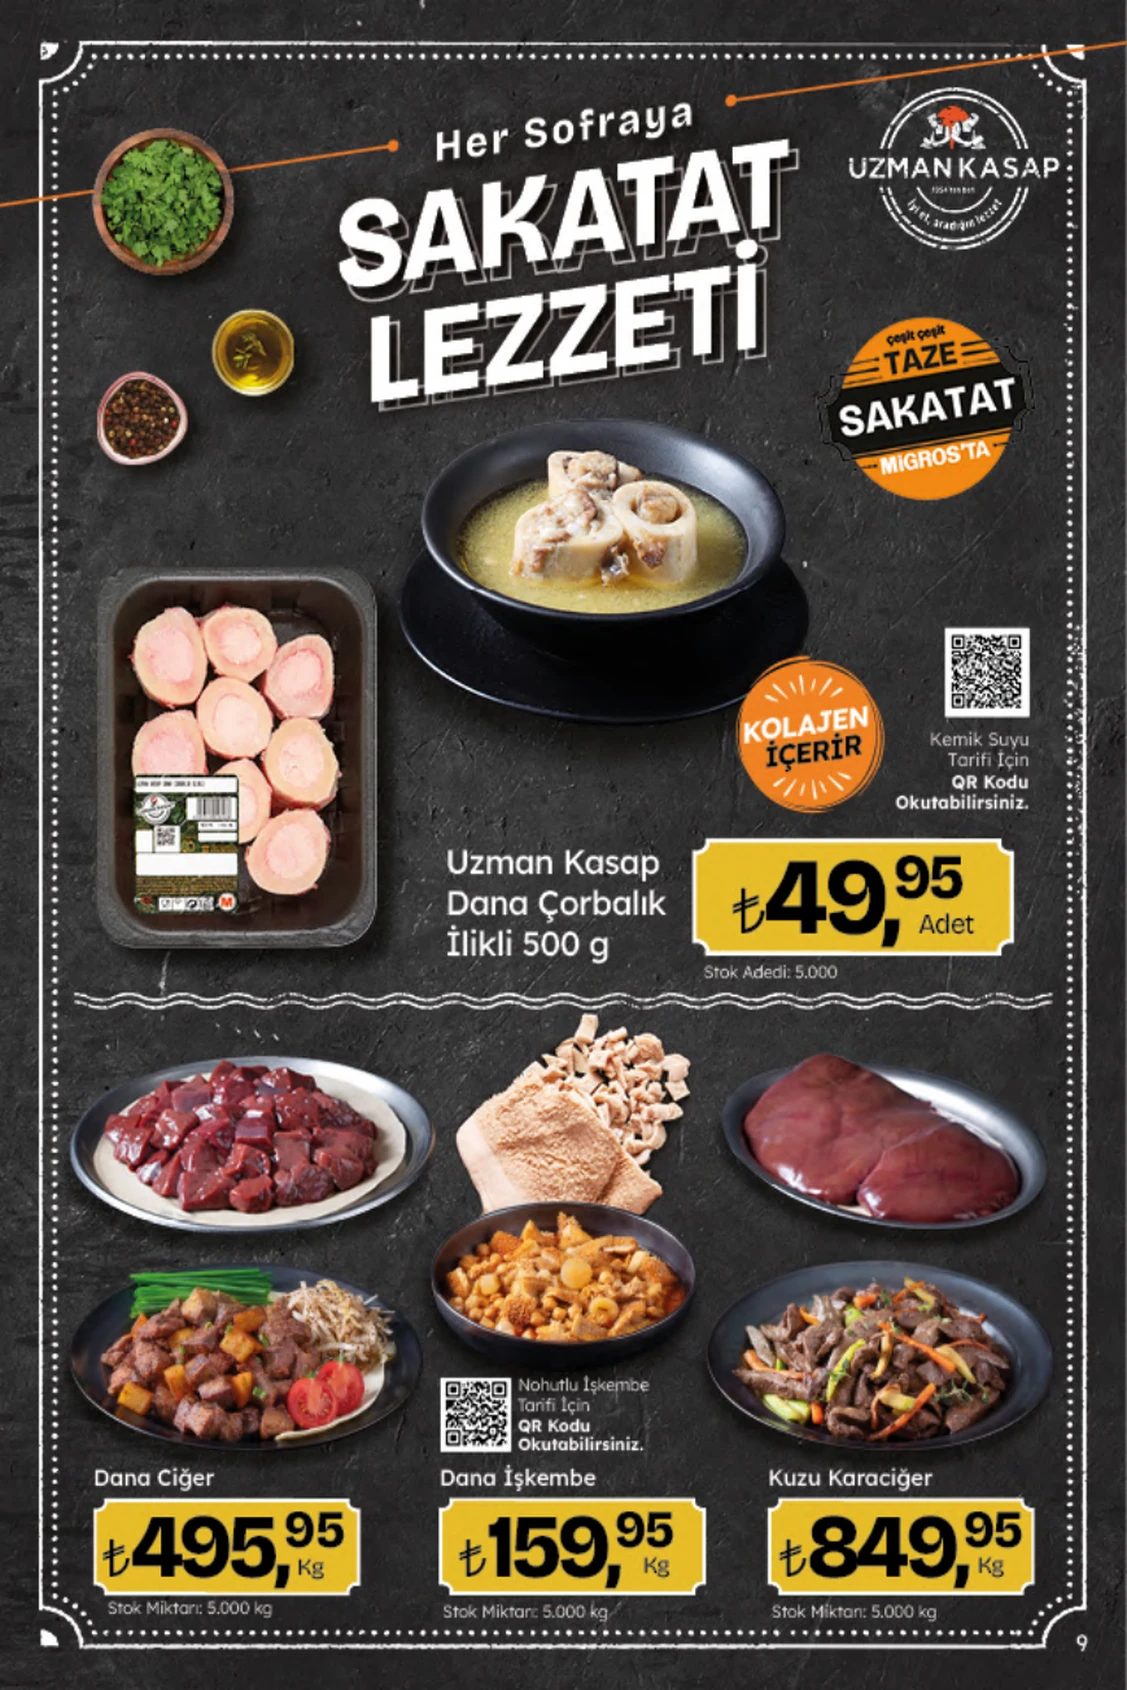 Her Sofraya
SAKATAT
LEZZETİ
UZMAN KASAP
iyi et, aradığın lezzet
çeşit çeşit
TAZE
SAKATAT
MİGROS'TA
KOLAJEN
İÇERİR
Kemik Suyu
Tarifi İçin
QR Kodu
Okutabilirsiniz.
Uzman Kasap
Dana Çorbalık
İlikli 500 g
₺49,95
Adet
Stok Adedi: 5.000
M
Nohutlu İşkembe
Tarifi İçin
QR Kodu
Okutabilirsiniz.
Dana Ciğer
₺495,95
Kg
Stok Miktarı: 5.000 kg
Dana İşkembe
₺159,95
Kg
Stok Miktarı: 5.000 kg
Kuzu Karaciğer
₺849,95
Kg
Stok Miktarı: 5.000 kg
9